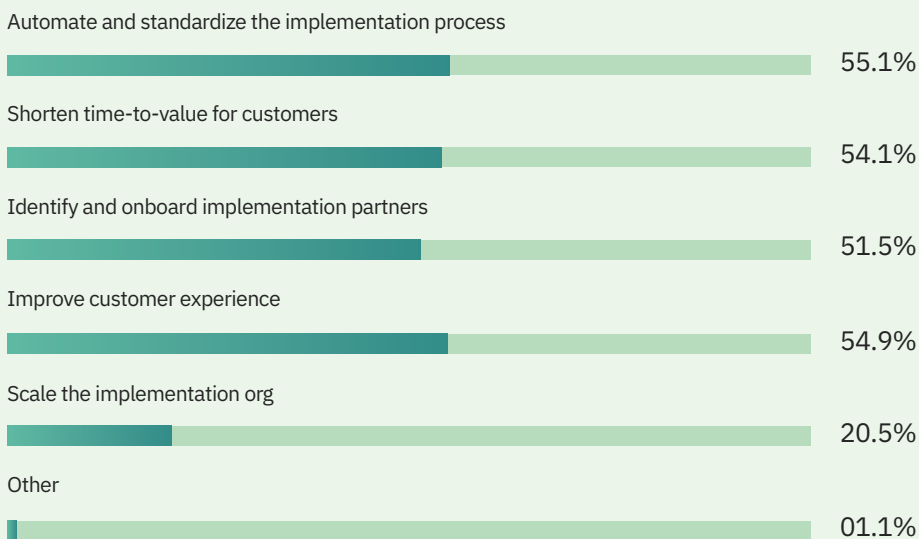 Automate and standardize the implementation process
55.1%
Shorten time-to-value for customers
54.1%
Identify and onboard implementation partners
51.5%
Improve customer experience
54.9%
Scale the implementation org
20.5%
Other
01.1%